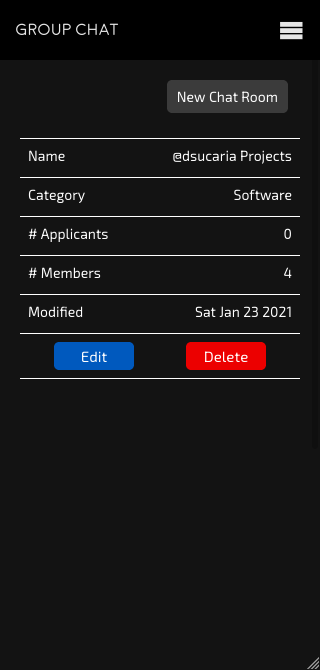 GROUP CHAT
New Chat Room
Name @dsucaria Projects
Category Software
# Applicants 0
# Members 4
Modified Sat Jan 23 2021
Edit Delete